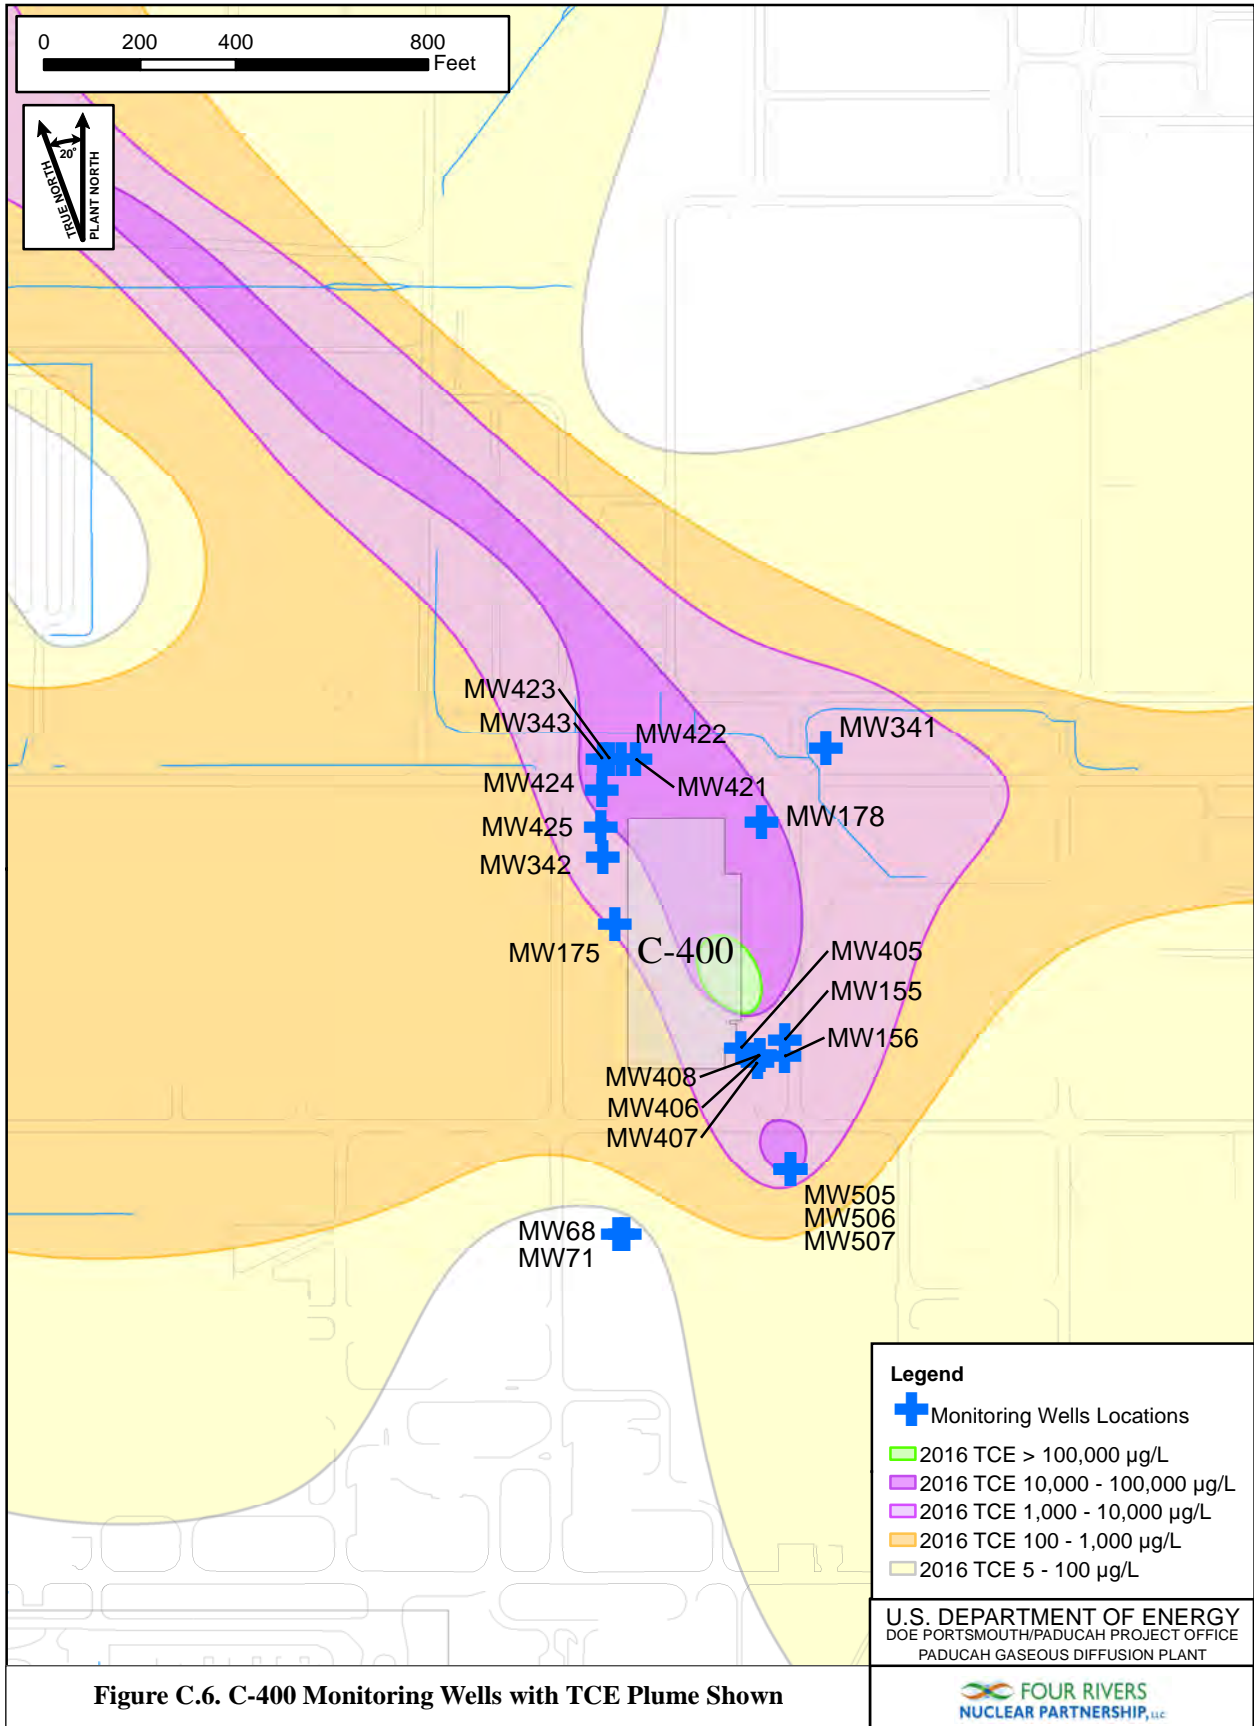 0 200 400 800
Feet
TRUE NORTH
20°
PLANT NORTH
MW423
MW343
MW422
MW341
MW424
MW421
MW425
MW178
MW342
MW175
C-400
MW405
MW155
MW156
MW408
MW406
MW407
MW505
MW506
MW507
MW68
MW71
Legend
Monitoring Wells Locations
2016 TCE > 100,000 µg/L
2016 TCE 10,000 - 100,000 µg/L
2016 TCE 1,000 - 10,000 µg/L
2016 TCE 100 - 1,000 µg/L
2016 TCE 5 - 100 µg/L
U.S. DEPARTMENT OF ENERGY
DOE PORTSMOUTH/PADUCAH PROJECT OFFICE
PADUCAH GASEOUS DIFFUSION PLANT
Figure C.6. C-400 Monitoring Wells with TCE Plume Shown
FOUR RIVERS
NUCLEAR PARTNERSHIP, LLC